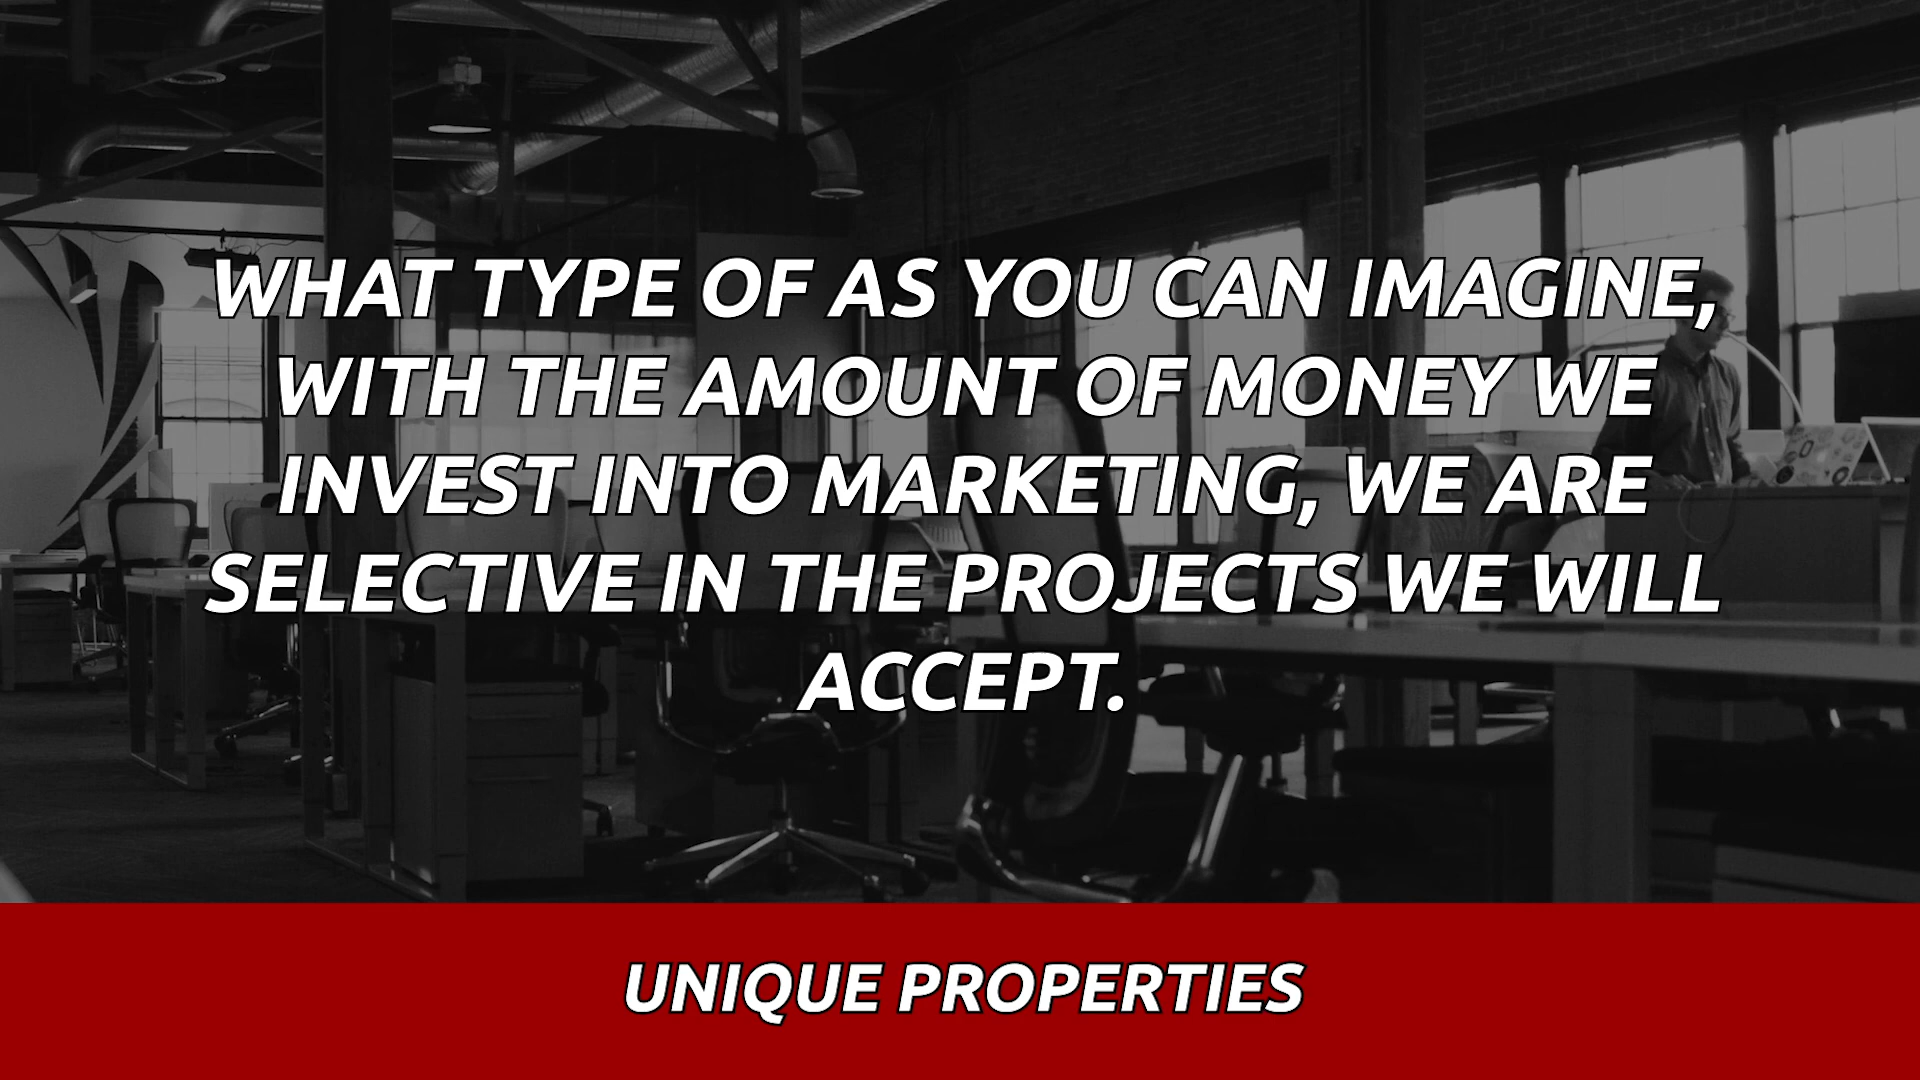 WHAT TYPE OF AS YOU CAN IMAGINE,
WITH THE AMOUNT OF MONEY WE
INVEST INTO MARKETING, WE ARE
SELECTIVE IN THE PROJECTS WE WILL
ACCEPT.
UNIQUE PROPERTIES